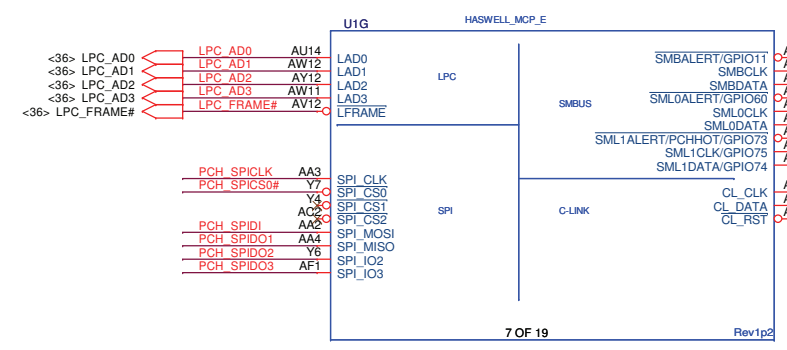 U1G HASWELL_MCP_E
<36> LPC_AD0 LPC_AD0 AU14 LAD0 SMBALERT/GPIO11
<36> LPC_AD1 LPC_AD1 AW12 LAD1 SMBCLK
<36> LPC_AD2 LPC_AD2 AY12 LAD2 LPC SMBDATA
<36> LPC_AD3 LPC_AD3 AW11 LAD3 SML0ALERT/GPIO60
<36> LPC_FRAME# LPC_FRAME# AV12 LFRAME SMBUS SML0CLK
SML0DATA
SML1ALERT/PCHHOT/GPIO73
SML1CLK/GPIO75
SML1DATA/GPIO74
PCH_SPICLK AA3 SPI_CLK
PCH_SPICS0# Y7 SPI_CS0 CL_CLK
Y4 SPI_CS1 SPI C-LINK CL_DATA
AC2 SPI_CS2 CL_RST
PCH_SPIDI AA2 SPI_MOSI
PCH_SPIDO1 AA4 SPI_MISO
PCH_SPIDO2 Y6 SPI_IO2
PCH_SPIDO3 AF1 SPI_IO3
7 OF 19 Rev1p2